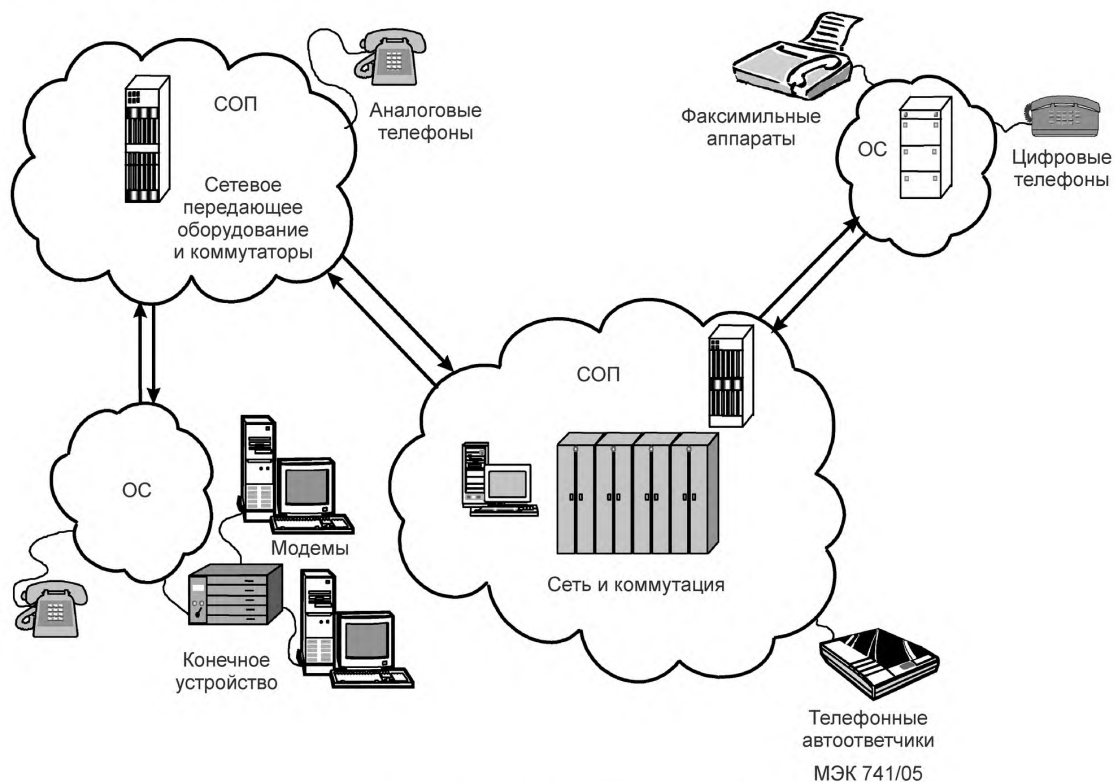 СОП
Аналоговые
телефоны
Сетевое
передающее
оборудование
и коммутаторы
Факсимильные
аппараты
ОС
Цифровые
телефоны
СОП
ОС
Модемы
Сеть и коммутация
Конечное
устройство
Телефонные
автоответчики
МЭК 741/05